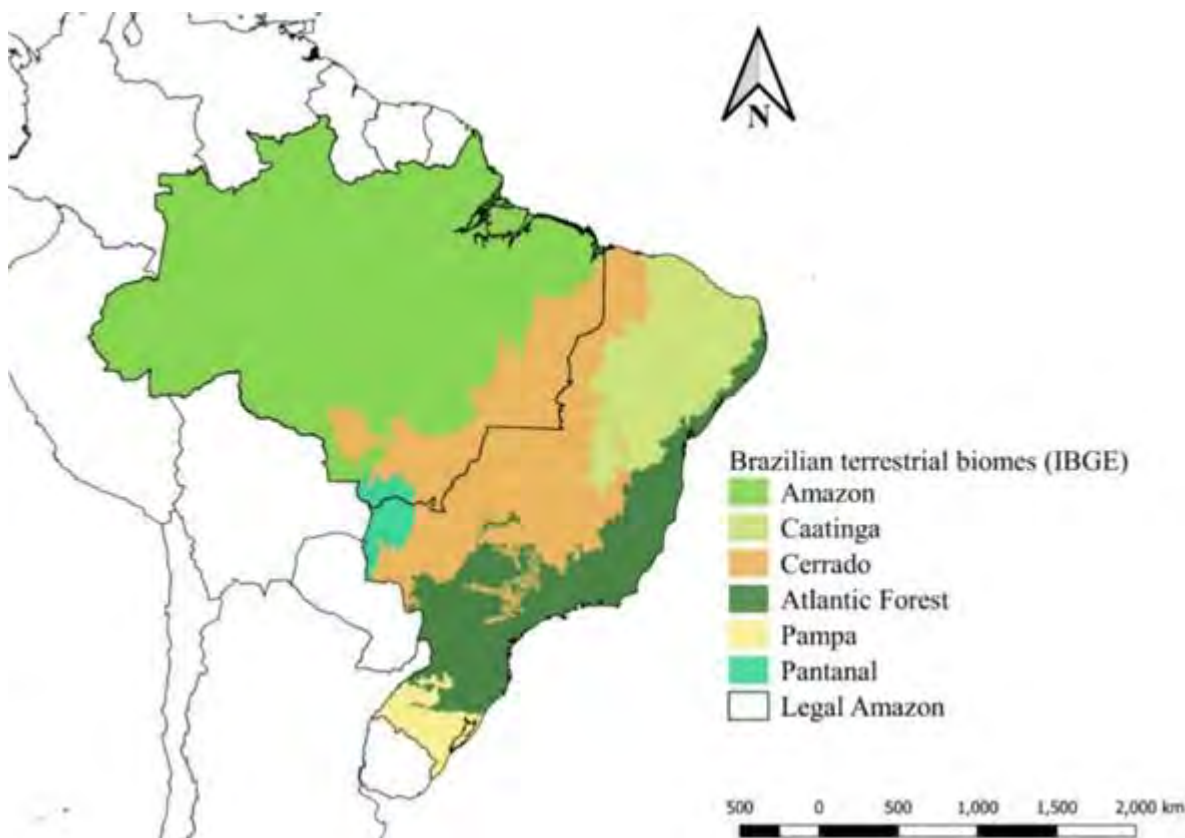 N
Brazilian terrestrial biomes (IBGE)
Amazon
Caatinga
Cerrado
Atlantic Forest
Pampa
Pantanal
Legal Amazon
500 0 500 1,000 1,500 2,000 km